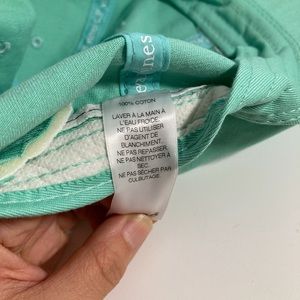 100% COTON
LAVER À LA MAIN À
L'EAU FROIDE.
NE PAS UTILISER
D'AGENT DE
BLANCHIMENT.
NE PAS REPASSER.
NE PAS NETTOYER À
SEC.
NE PAS SÉCHER PAR
CULBUTAGE.